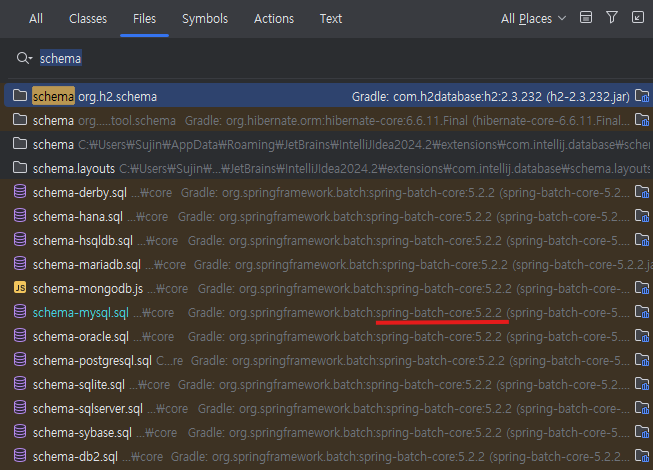 All Classes Files Symbols Actions Text All Places
schema
schema org.h2.schema Gradle: com.h2database:h2:2.3.232 (h2-2.3.232.jar)
schema org....tool.schema Gradle: org.hibernate.orm:hibernate-core:6.6.11.Final (hibernate-core-6.6.11.Final...
schema C:₩Users₩Sujin₩AppData₩Roaming₩JetBrains₩IntelliJIdea2024.2₩extensions₩com.intellij.database₩schem
schema.layouts C:₩Users₩Sujin₩...₩JetBrains₩IntelliJIdea2024.2₩extensions₩com.intellij.database₩schema.layouts
schema-derby.sql ...₩core Gradle: org.springframework.batch:spring-batch-core:5.2.2 (spring-batch-core-5.2...
schema-hana.sql ...₩core Gradle: org.springframework.batch:spring-batch-core:5.2.2 (spring-batch-core-5.2....
schema-hsqldb.sql ...₩core Gradle: org.springframework.batch:spring-batch-core:5.2.2 (spring-batch-core-5....
schema-mariadb.sql ...₩core Gradle: org.springframework.batch:spring-batch-core:5.2.2 (spring-batch-core-5.2.2.ja
schema-mongodb.js ...₩core Gradle: org.springframework.batch:spring-batch-core:5.2.2 (spring-batch-core-5...
schema-mysql.sql ...₩core Gradle: org.springframework.batch:spring-batch-core:5.2.2 (spring-batch-core-5.2...
schema-oracle.sql ...₩core Gradle: org.springframework.batch:spring-batch-core:5.2.2 (spring-batch-core-5.2...
schema-postgresql.sql C...re Gradle: org.springframework.batch:spring-batch-core:5.2.2 (spring-batch-core-5...
schema-sqlite.sql ...₩core Gradle: org.springframework.batch:spring-batch-core:5.2.2 (spring-batch-core-5.2...
schema-sqlserver.sql ...₩core Gradle: org.springframework.batch:spring-batch-core:5.2.2 (spring-batch-core-5....
schema-sybase.sql ...₩core Gradle: org.springframework.batch:spring-batch-core:5.2.2 (spring-batch-core-5....
schema-db2.sql ...₩core Gradle: org.springframework.batch:spring-batch-core:5.2.2 (spring-batch-core-5.2....